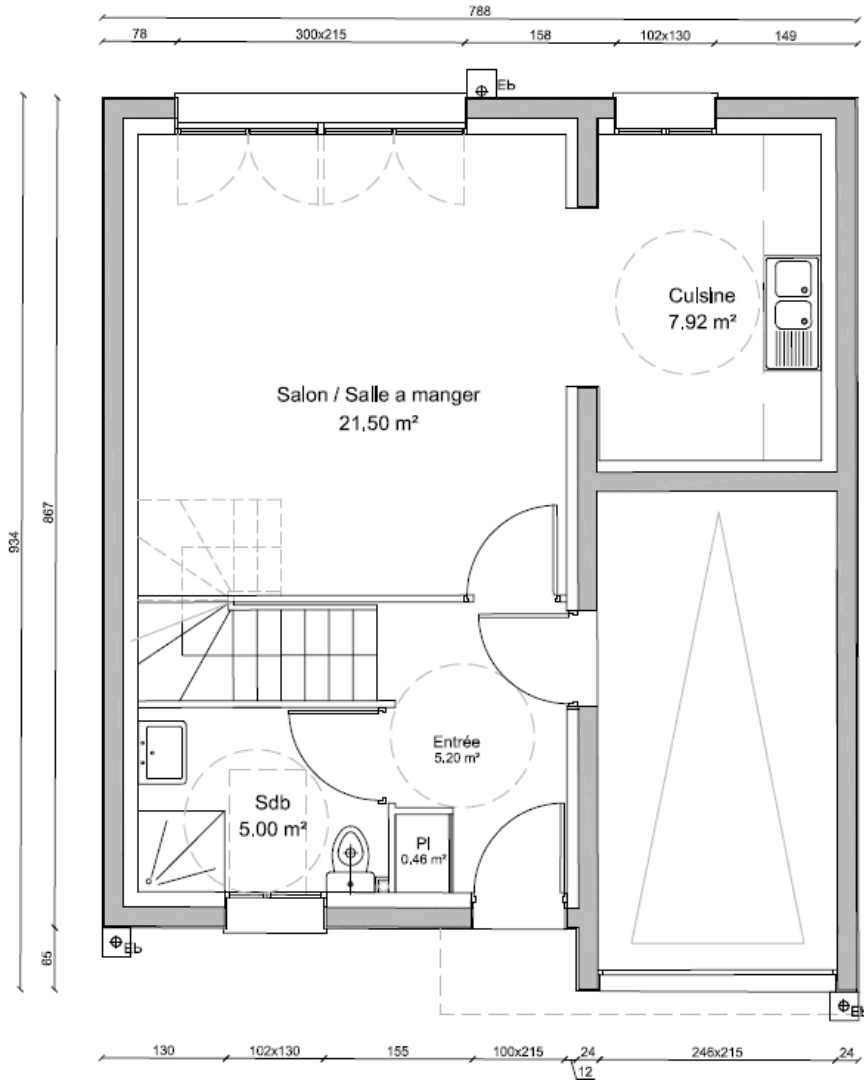 788
78
300x215
158
102x130
149
Eb
934
867
65
Cuisine
7.92 m²
Salon / Salle a manger
21.50 m²
Entrée
5.20 m²
Sdb
5.00 m²
Pl
0.46 m²
Eb
Eb
130
102x130
155
100x215
12
24
246x215
24